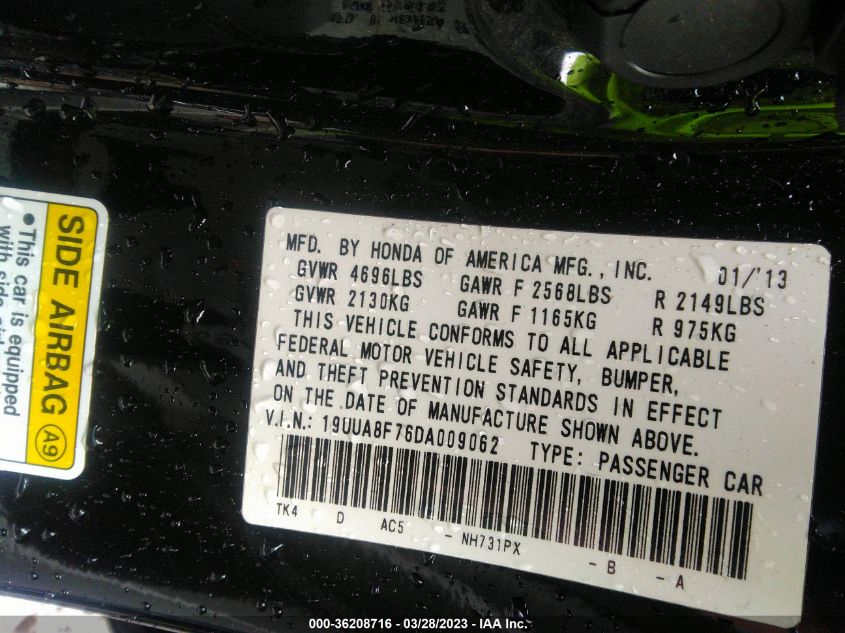 SIDE AIRBAG A9
•This car is equipped
with side
MFD. BY HONDA OF AMERICA MFG., INC. 01/'13
GVWR 4696LBS GAWR F 2568LBS R 2149LBS
GVWR 2130KG GAWR F 1165KG R 975KG
THIS VEHICLE CONFORMS TO ALL APPLICABLE
FEDERAL MOTOR VEHICLE SAFETY, BUMPER,
AND THEFT PREVENTION STANDARDS IN EFFECT
ON THE DATE OF MANUFACTURE SHOWN ABOVE.
V.I.N.: 19UUA8F76DA009062 TYPE: PASSENGER CAR
TK4 D AC5 - NH731PX - B - A
000-36208716 - 03/28/2023 - IAA Inc.